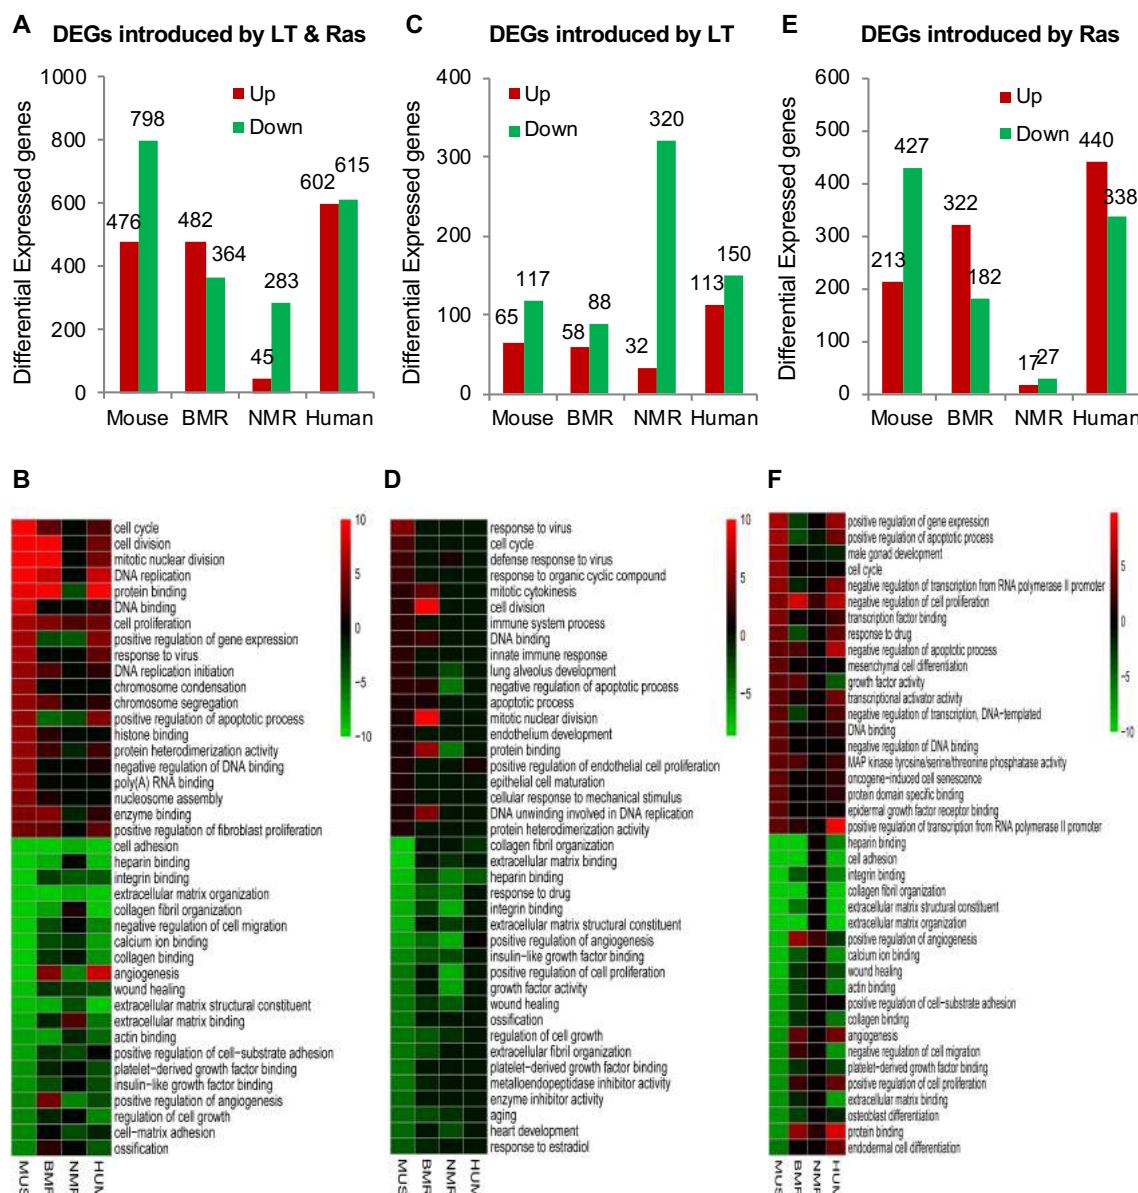 A DEGs introduced by LT & Ras
Differential Expressed genes
1000
800
600
400
200
0
Up
Down
476
798
482
364
45
283
602
615
Mouse BMR NMR Human
C DEGs introduced by LT
Differential Expressed genes
400
300
200
100
0
Up
Down
65
117
58
88
32
320
113
150
Mouse BMR NMR Human
E DEGs introduced by Ras
Differential Expressed genes
600
500
400
300
200
100
0
Up
Down
213
427
322
182
17
27
440
338
Mouse BMR NMR Human
B
cell cycle
cell division
mitotic nuclear division
DNA replication
protein binding
DNA binding
cell proliferation
positive regulation of gene expression
response to virus
DNA replication initiation
chromosome condensation
chromosome segregation
positive regulation of apoptotic process
histone binding
protein heterodimerization activity
negative regulation of DNA binding
poly(A) RNA binding
nucleosome assembly
enzyme binding
positive regulation of fibroblast proliferation
cell adhesion
heparin binding
integrin binding
extracellular matrix organization
collagen fibril organization
negative regulation of cell migration
calcium ion binding
collagen binding
angiogenesis
wound healing
extracellular matrix structural constituent
extracellular matrix binding
actin binding
positive regulation of cell-substrate adhesion
platelet-derived growth factor binding
insulin-like growth factor binding
positive regulation of angiogenesis
regulation of cell growth
cell-matrix adhesion
ossification
MUS BMR NMR HUM
10
5
0
−5
−10
D
response to virus
cell cycle
defense response to virus
response to organic cyclic compound
mitotic cytokinesis
cell division
immune system process
DNA binding
innate immune response
lung alveolus development
negative regulation of apoptotic process
apoptotic process
mitotic nuclear division
endothelium development
protein binding
positive regulation of endothelial cell proliferation
epithelial cell maturation
cellular response to mechanical stimulus
DNA unwinding involved in DNA replication
protein heterodimerization activity
collagen fibril organization
extracellular matrix binding
heparin binding
response to drug
integrin binding
extracellular matrix structural constituent
positive regulation of angiogenesis
insulin-like growth factor binding
positive regulation of cell proliferation
growth factor activity
wound healing
ossification
regulation of cell growth
extracellular fibril organization
platelet-derived growth factor binding
metalloendopeptidase inhibitor activity
enzyme inhibitor activity
aging
heart development
response to estradiol
MUS BMR NMR HUM
10
5
0
−5
F
positive regulation of gene expression
positive regulation of apoptotic process
male gonad development
cell cycle
negative regulation of transcription from RNA polymerase II promoter
negative regulation of cell proliferation
transcription factor binding
response to drug
negative regulation of apoptotic process
mesenchymal cell differentiation
growth factor activity
transcriptional activator activity
negative regulation of transcription, DNA-templated
DNA binding
negative regulation of DNA binding
MAP kinase tyrosine/serine/threonine phosphatase activity
oncogene-induced cell senescence
protein domain specific binding
epidermal growth factor receptor binding
positive regulation of transcription from RNA polymerase II promoter
heparin binding
cell adhesion
integrin binding
collagen fibril organization
extracellular matrix structural constituent
extracellular matrix organization
positive regulation of angiogenesis
calcium ion binding
wound healing
actin binding
positive regulation of cell-substrate adhesion
collagen binding
angiogenesis
negative regulation of cell migration
platelet-derived growth factor binding
positive regulation of cell proliferation
extracellular matrix binding
osteoblast differentiation
protein binding
endodermal cell differentiation
MUS BMR NMR HUM
5
0
−5
−10